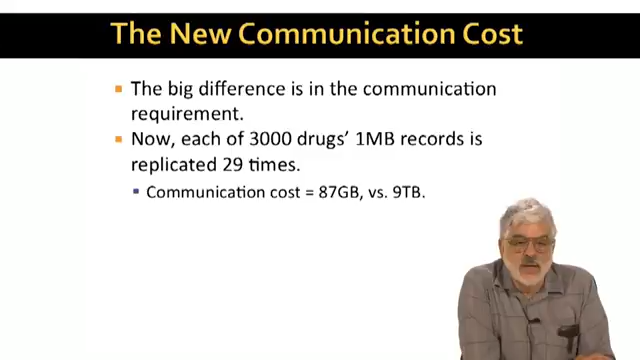 The New Communication Cost
The big difference is in the communication
requirement.
Now, each of 3000 drugs' 1MB records is
replicated 29 times.
Communication cost = 87GB, vs. 9TB.